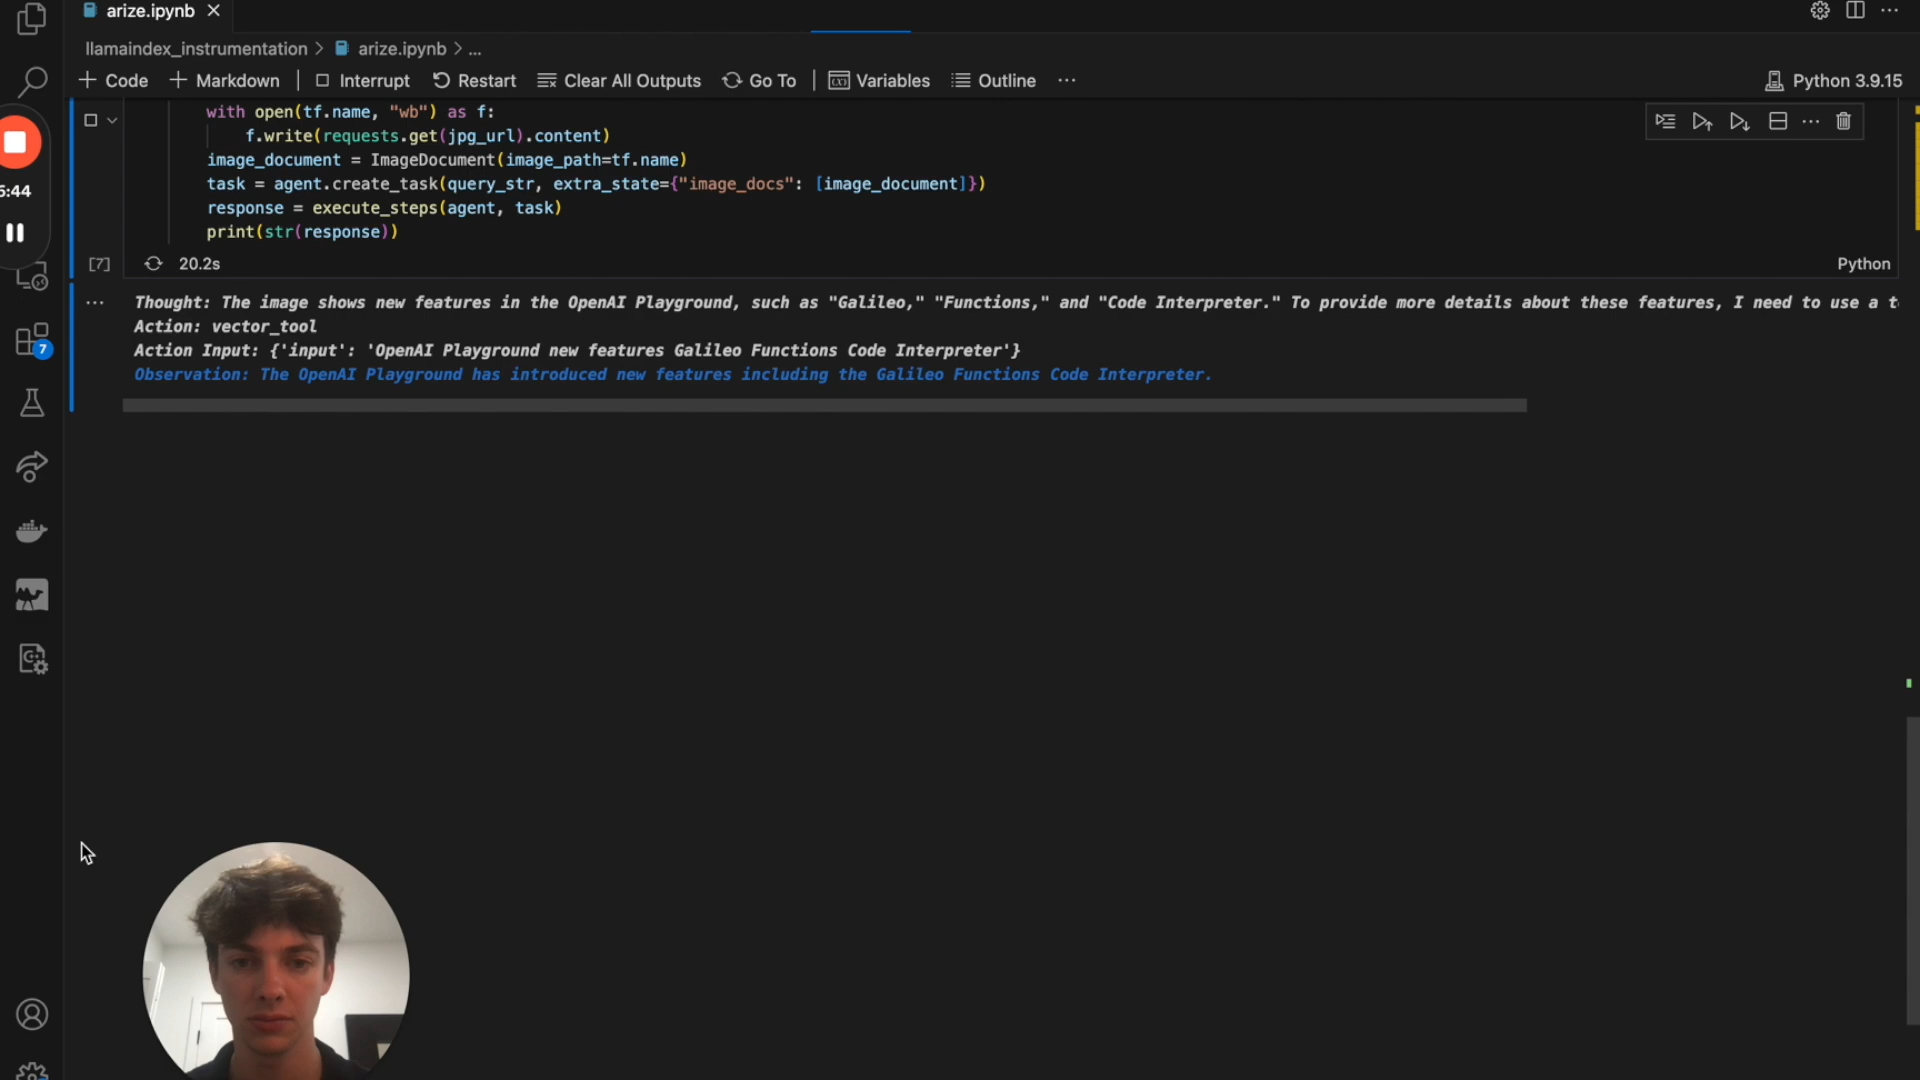 arize.ipynb
llamaindex_instrumentation > arize.ipynb > ...
+ Code + Markdown | Interrupt Restart Clear All Outputs Go To | Variables Outline ... Python 3.9.15
with open(tf.name, "wb") as f:
f.write(requests.get(jpg_url).content)
image_document = ImageDocument(image_path=tf.name)
task = agent.create_task(query_str, extra_state={"image_docs": [image_document]})
response = execute_steps(agent, task)
print(str(response))
[7] 20.2s Python
Thought: The image shows new features in the OpenAI Playground, such as "Galileo," "Functions," and "Code Interpreter." To provide more details about these features, I need to use a
Action: vector_tool
Action Input: {'input': 'OpenAI Playground new features Galileo Functions Code Interpreter'}
Observation: The OpenAI Playground has introduced new features including the Galileo Functions Code Interpreter.
5:44
7